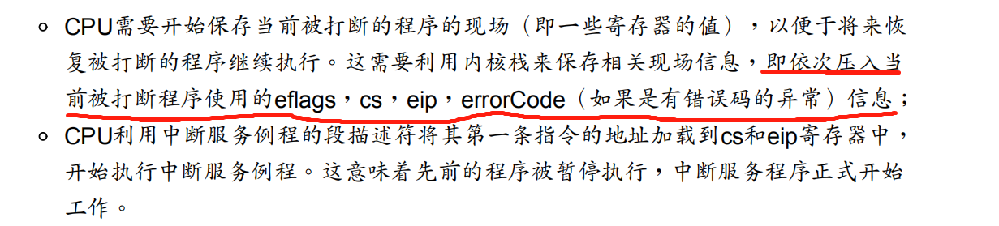 CPU需要开始保存当前被打断的程序的现场（即一些寄存器的值），以便于将来恢
复被打断的程序继续执行。这需要利用内核栈来保存相关现场信息，即依次压入当
前被打断程序使用的eflags，cs，eip，errorCode（如果是有错误码的异常）信息；
CPU利用中断服务例程的段描述符将其第一条指令的地址加载到cs和eip寄存器中，
开始执行中断服务例程。这意味着先前的程序被暂停执行，中断服务程序正式开始
工作。